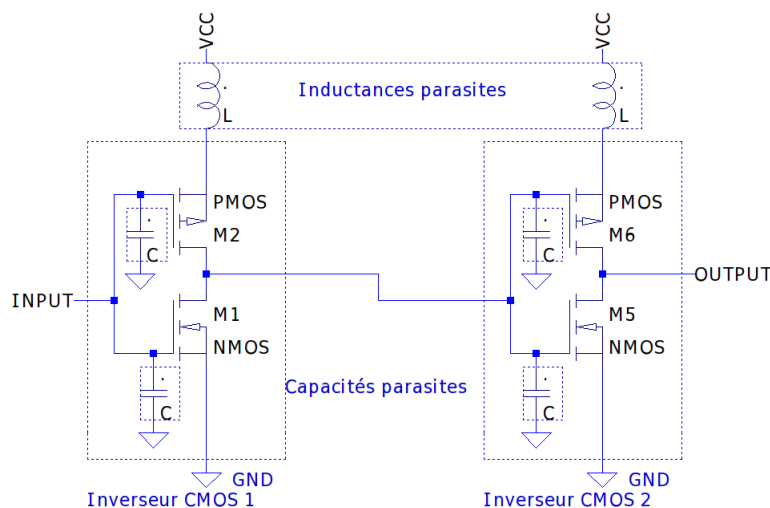 VCC
VCC
Inductances parasites
L
L
PMOS
PMOS
M2
M6
C
C
INPUT
OUTPUT
M1
M5
NMOS
NMOS
Capacités parasites
C
C
GND
GND
Inverseur CMOS 1
Inverseur CMOS 2